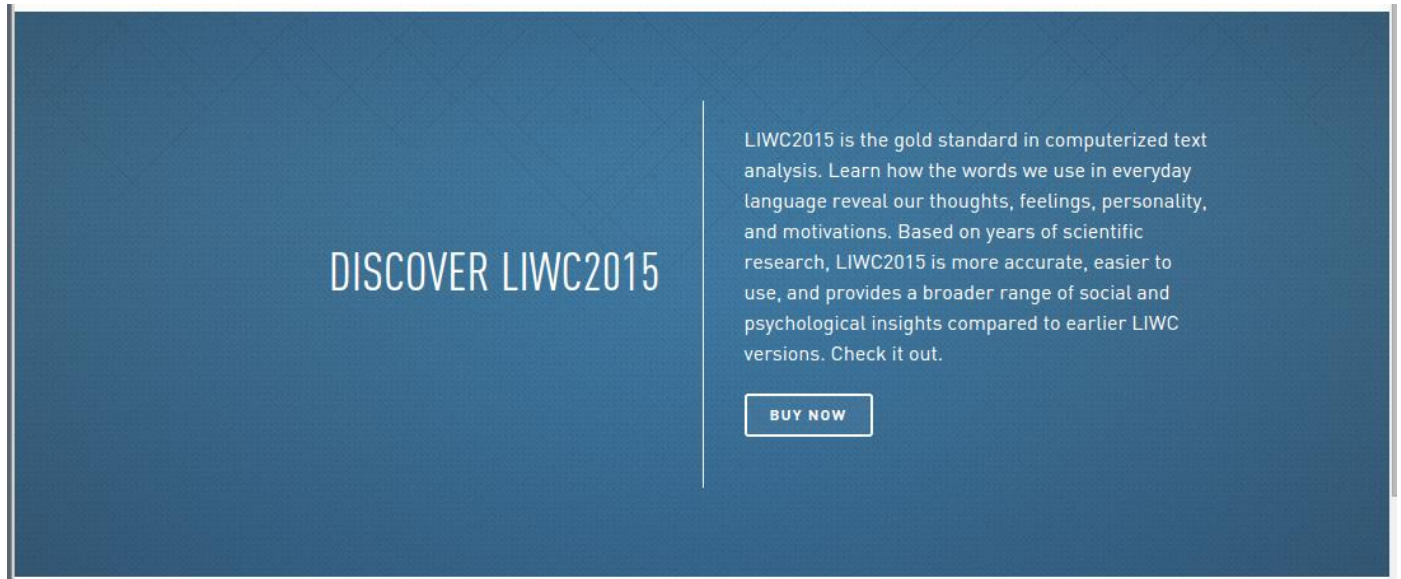 DISCOVER LIWC2015
LIWC2015 is the gold standard in computerized text
analysis. Learn how the words we use in everyday
language reveal our thoughts, feelings, personality,
and motivations. Based on years of scientific
research, LIWC2015 is more accurate, easier to
use, and provides a broader range of social and
psychological insights compared to earlier LIWC
versions. Check it out.
BUY NOW